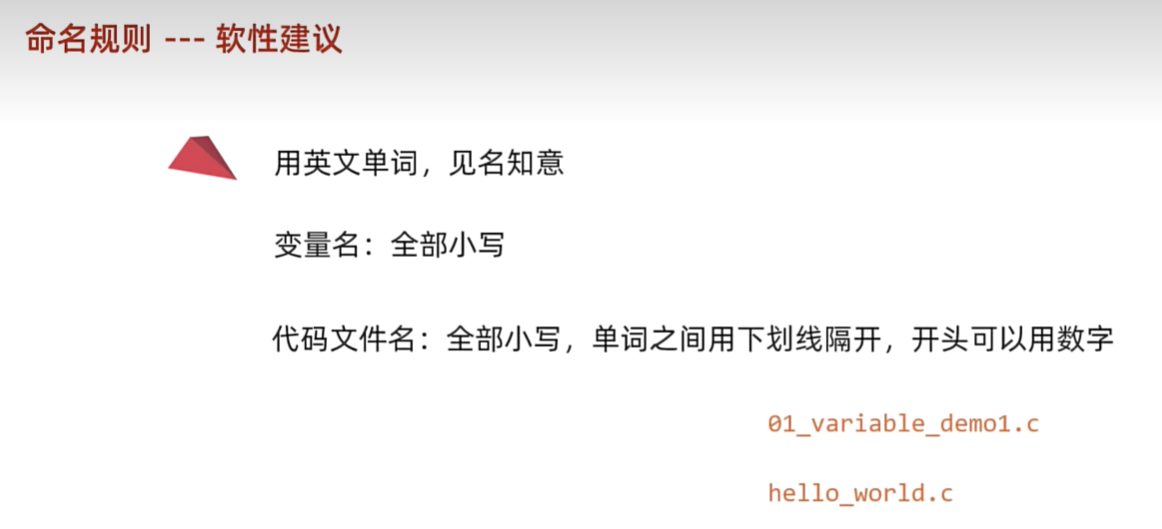 命名规则 --- 软性建议
用英文单词，见名知意
变量名：全部小写
代码文件名：全部小写，单词之间用下划线隔开，开头可以用数字
01_variable_demo1.c
hello_world.c